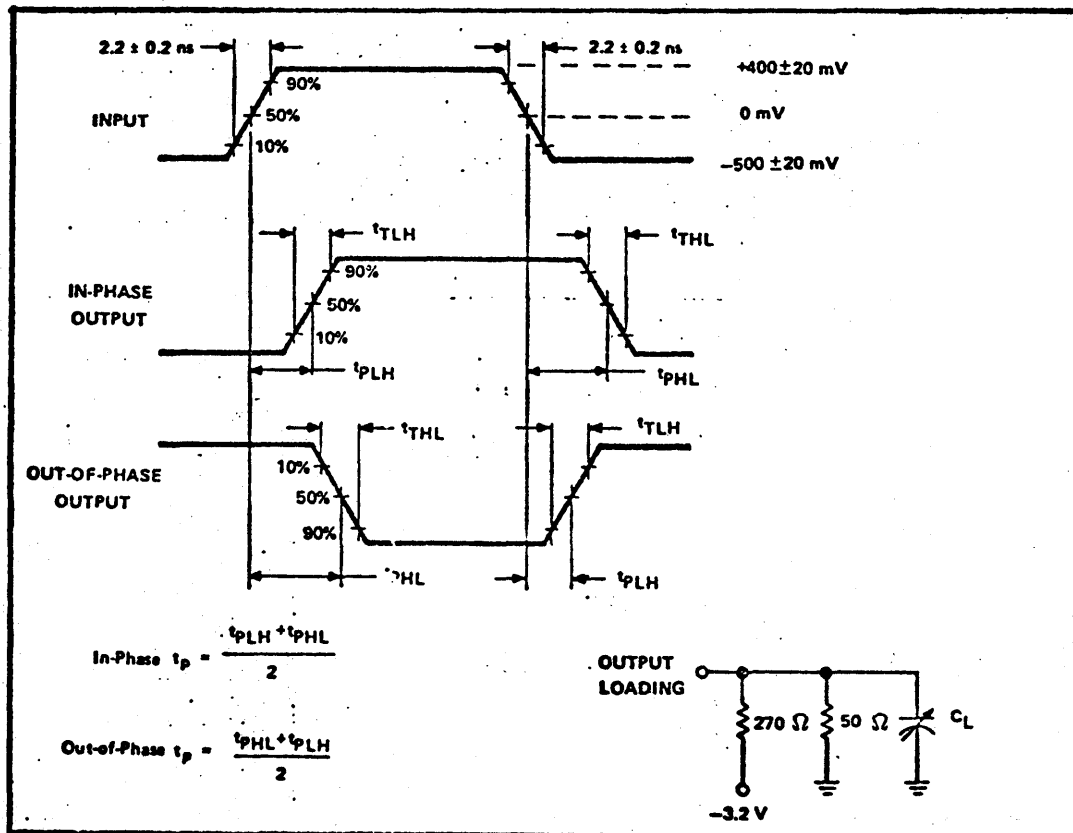 2.2 ± 0.2 ns
2.2 ± 0.2 ns
+400±20 mV
90%
INPUT
50%
0 mV
10%
−500 ±20 mV
tTLH
tTHL
90%
IN-PHASE
OUTPUT
50%
10%
tPLH
tPHL
tTHL
tTLH
OUT-OF-PHASE
OUTPUT
10%
50%
90%
PHL
tPLH
In-Phase tp = tPLH + tPHL
2
Out-of-Phase tp = tPHL + tPLH
2
OUTPUT
LOADING
270 Ω
50 Ω
CL
−3.2 V